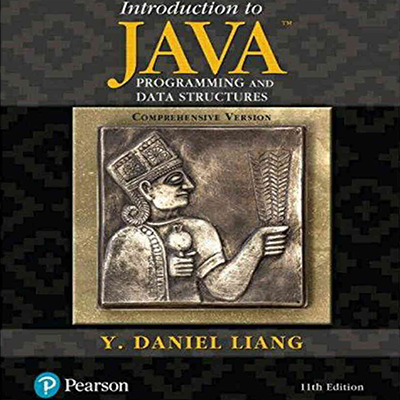 Introduction to
JAVA™
PROGRAMMING AND
DATA STRUCTURES
COMPREHENSIVE VERSION
Y. DANIEL LIANG
Pearson
11th Edition